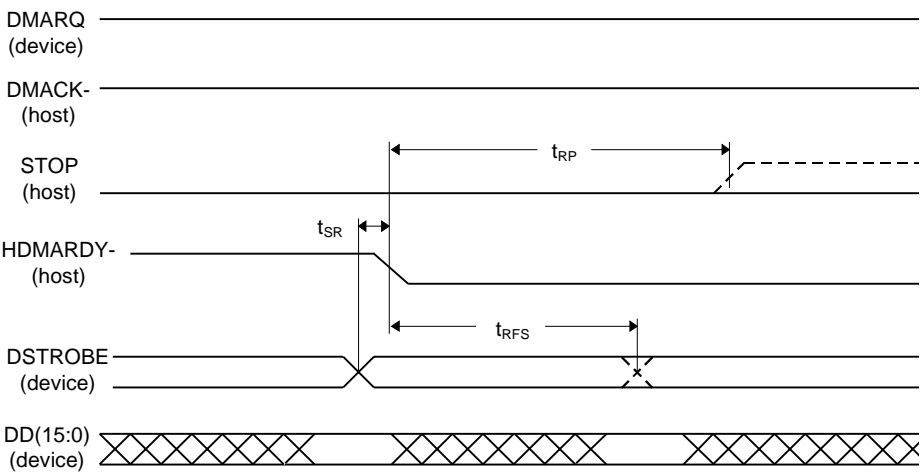 DMARQ
(device)
DMACK-
(host)
STOP
(host)
tRP
tSR
HDMARDY-
(host)
tRFS
DSTROBE
(device)
DD(15:0)
(device)